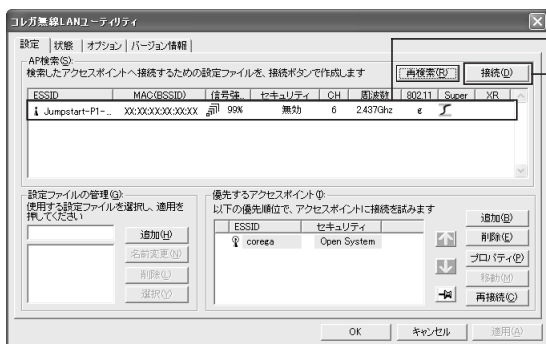 コレガ無線LANユーティリティ
設定 状態 オプション バージョン情報
AP検索(S):
検索したアクセスポイントへ接続するための設定ファイルを、接続ボタンで作成します
再検索(R) 接続(D)
ESSID MAC(BSSID) 信号強.. セキュリティ CH 周波数 802.11 Super XR
Jumpstart-P1-... XX:XX:XX:XX:XX:XX 99% 無効 6 2.437Ghz g
設定ファイルの管理(G):
使用する設定ファイルを選択し、適用を
押してください
追加(H)
名前変更(N)
削除(L)
選択(Y)
優先するアクセスポイント(I):
以下の優先順位で、アクセスポイントに接続を試みます
ESSID セキュリティ
corega Open System
追加(B)
削除(E)
プロパティ(P)
移動(M)
再接続(C)
OK キャンセル 適用(A)